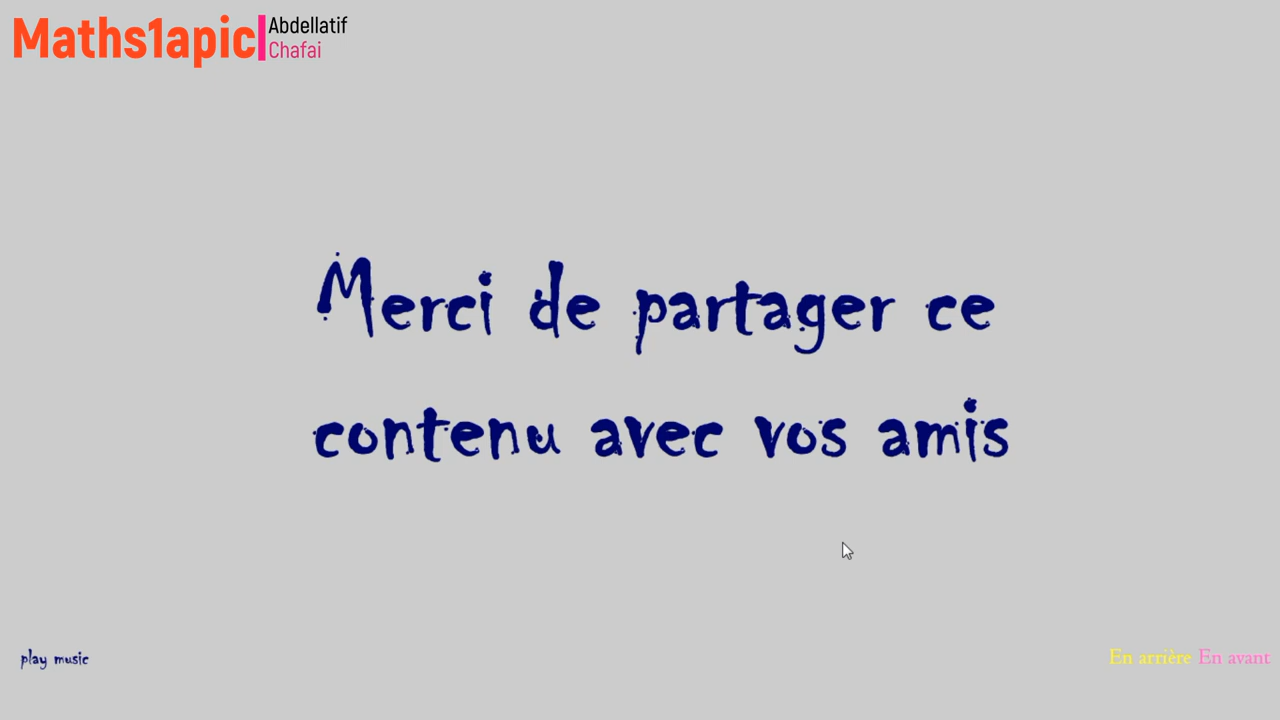 Maths1apic
Abdellatif
Chafai
Merci de partager ce
contenu avec vos amis
play music
En arrière En avant